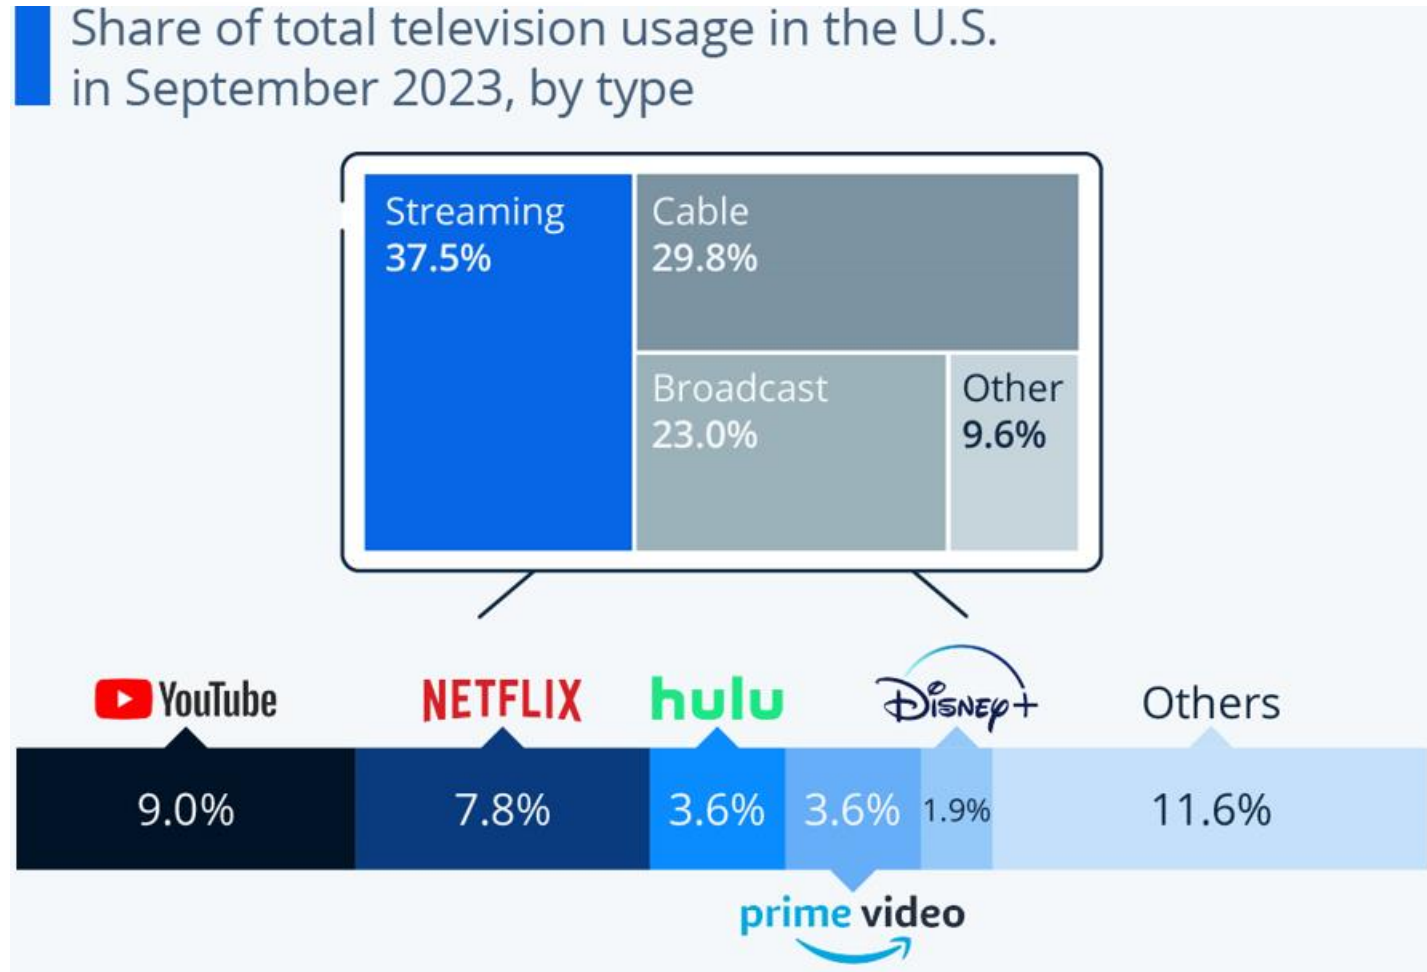 Share of total television usage in the U.S.
in September 2023, by type
Streaming
37.5%
Cable
29.8%
Broadcast
23.0%
Other
9.6%
YouTube
NETFLIX
hulu
Disney+
Others
9.0%
7.8%
3.6%
3.6%
1.9%
11.6%
prime video